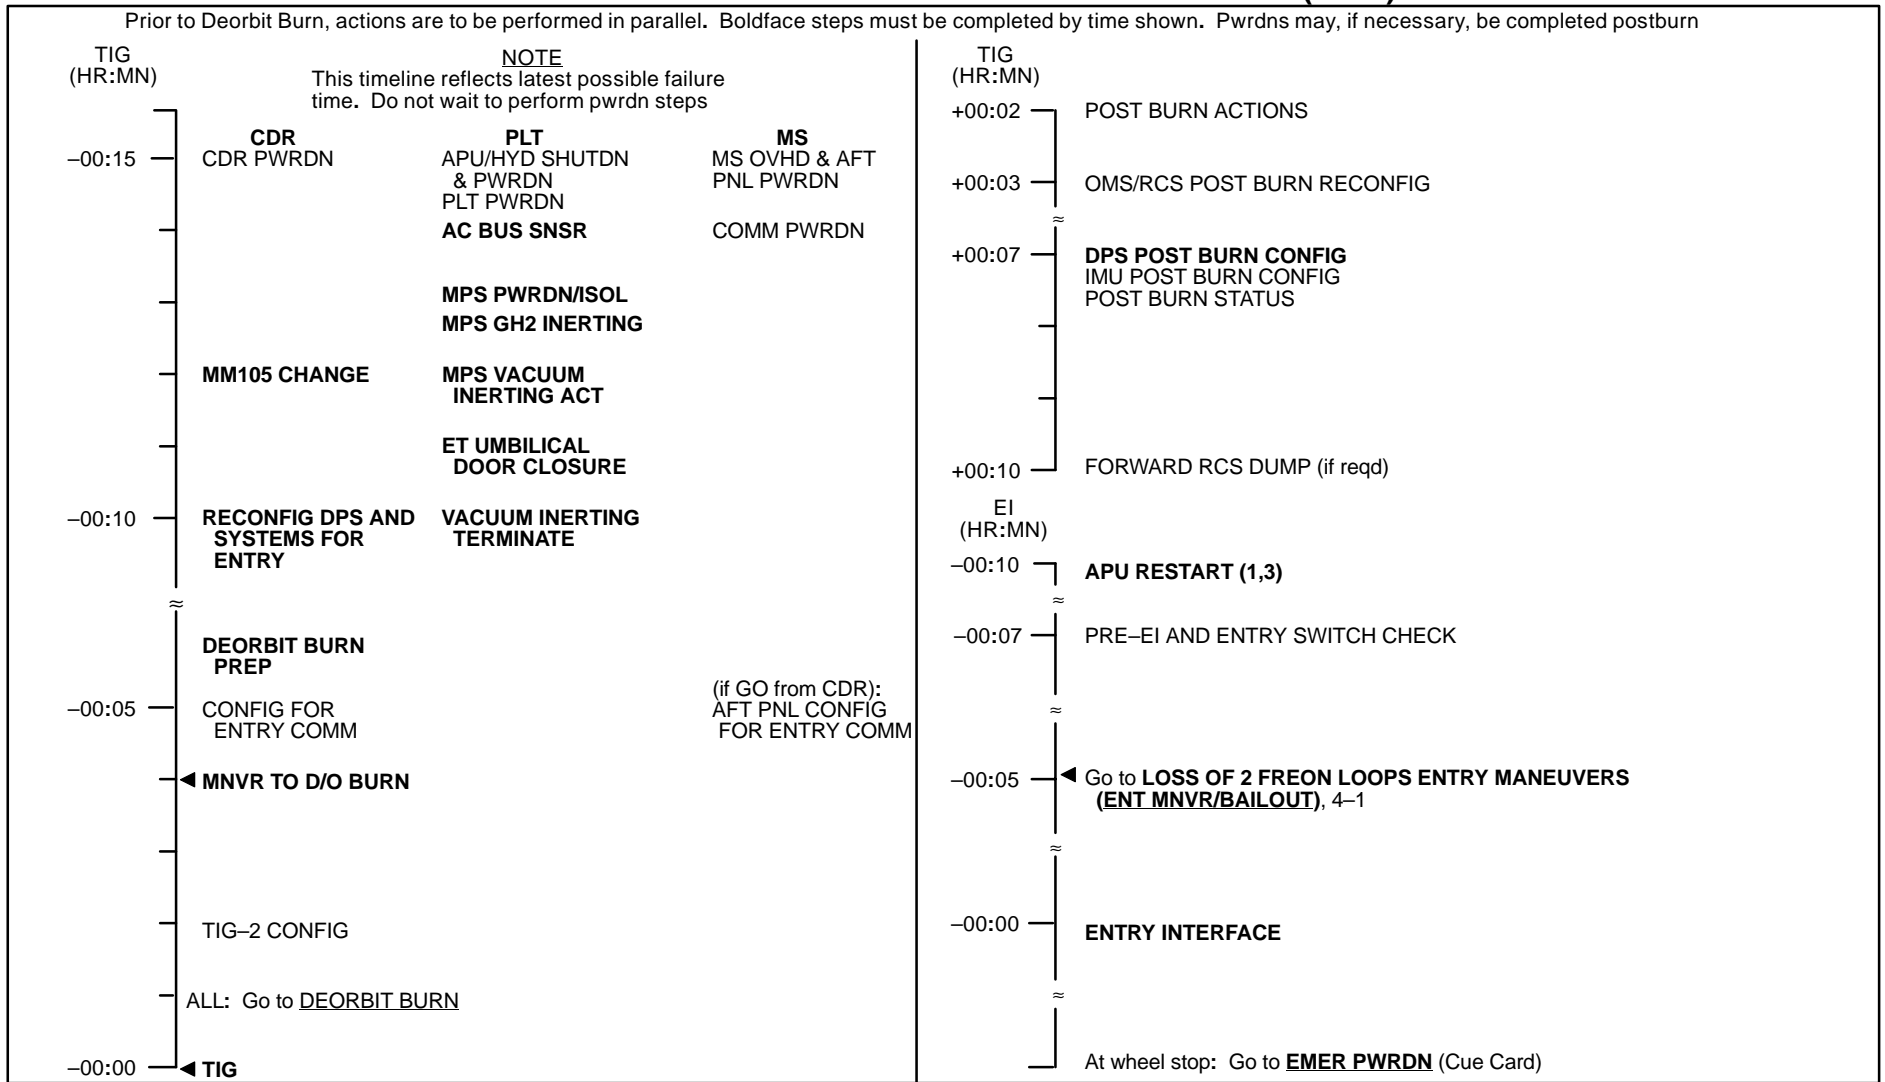 Prior to Deorbit Burn, actions are to be performed in parallel. Boldface steps must be completed by time shown. Pwrdns may, if necessary, be completed postburn
TIG
(HR:MN)
NOTE
This timeline reflects latest possible failure
time. Do not wait to perform pwrdn steps
CDR
PLT
MS
–00:15
CDR PWRDN
APU/HYD SHUTDN
& PWRDN
PLT PWRDN
MS OVHD & AFT
PNL PWRDN
AC BUS SNSR
COMM PWRDN
MPS PWRDN/ISOL
MPS GH2 INERTING
MM105 CHANGE
MPS VACUUM
INERTING ACT
ET UMBILICAL
DOOR CLOSURE
–00:10
RECONFIG DPS AND
SYSTEMS FOR
ENTRY
VACUUM INERTING
TERMINATE
≈
DEORBIT BURN
PREP
–00:05
CONFIG FOR
ENTRY COMM
(if GO from CDR):
AFT PNL CONFIG
FOR ENTRY COMM
MNVR TO D/O BURN
TIG–2 CONFIG
ALL: Go to DEORBIT BURN
–00:00
TIG
TIG
(HR:MN)
+00:02
POST BURN ACTIONS
+00:03
OMS/RCS POST BURN RECONFIG
≈
+00:07
DPS POST BURN CONFIG
IMU POST BURN CONFIG
POST BURN STATUS
+00:10
FORWARD RCS DUMP (if reqd)
EI
(HR:MN)
–00:10
APU RESTART (1,3)
≈
–00:07
PRE–EI AND ENTRY SWITCH CHECK
≈
–00:05
Go to LOSS OF 2 FREON LOOPS ENTRY MANEUVERS
(ENT MNVR/BAILOUT), 4–1
≈
–00:00
ENTRY INTERFACE
≈
At wheel stop: Go to EMER PWRDN (Cue Card)